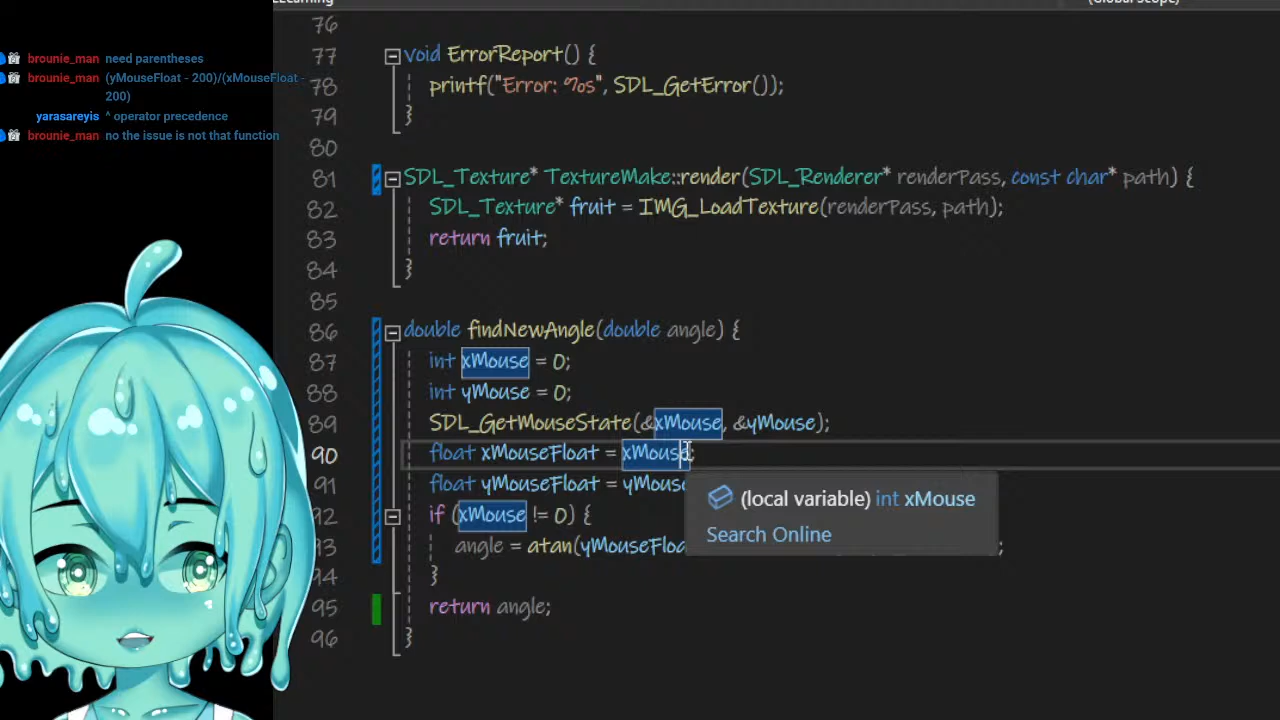 (Global Scope)
brounie_man need parentheses
brounie_man (yMouseFloat - 200)/(xMouseFloat -
200)
yarasareyis ^ operator precedence
brounie_man no the issue is not that function
76
77 void ErrorReport() {
78 printf("Error: %s", SDL_GetError());
79 }
80
81 SDL_Texture* TextureMake::render(SDL_Renderer* renderPass, const char* path) {
82 SDL_Texture* fruit = IMG_LoadTexture(renderPass, path);
83 return fruit;
84 }
85
86 double findNewAngle(double angle) {
87 int xMouse = 0;
88 int yMouse = 0;
89 SDL_GetMouseState(&xMouse, &yMouse);
90 float xMouseFloat = xMouse;
91 float yMouseFloat = yMouse
(local variable) int xMouse
Search Online
92 if (xMouse != 0) {
93 angle = atan(yMouseFloa ;
94 }
95 return angle;
96 }